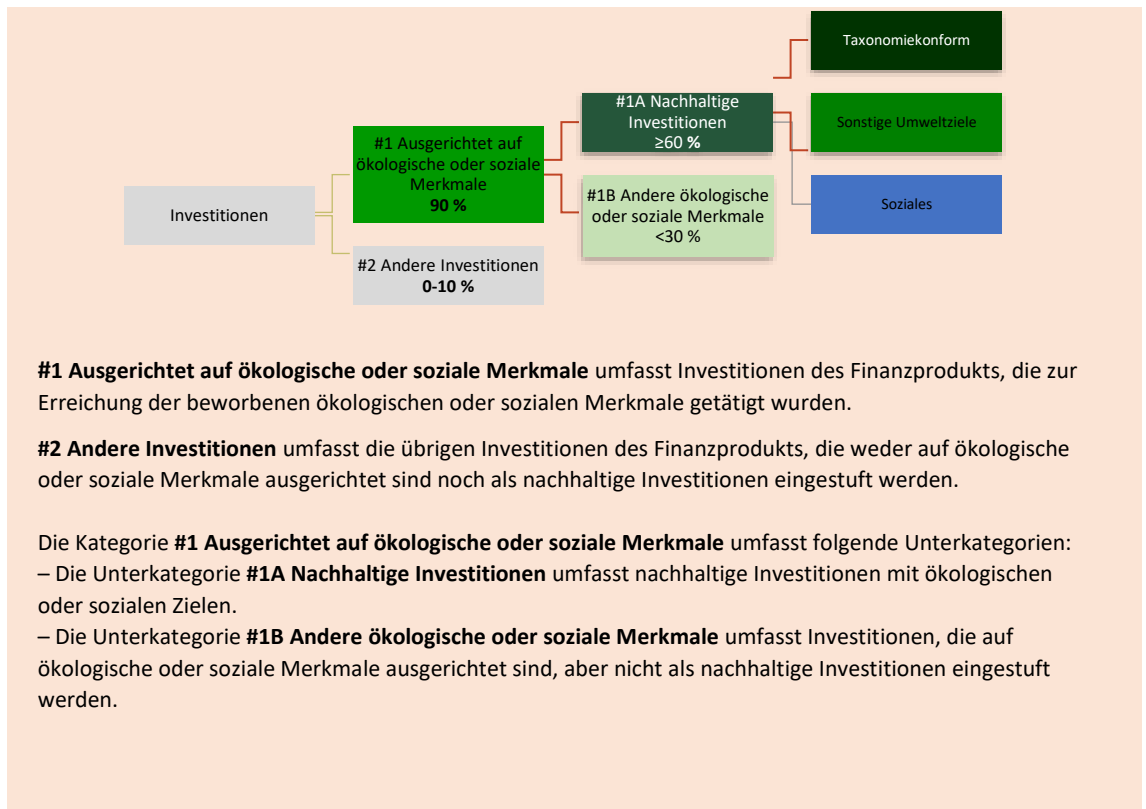 Investitionen
#1 Ausgerichtet auf
ökologische oder soziale
Merkmale
90 %
#2 Andere Investitionen
0-10 %
#1A Nachhaltige
Investitionen
≥60 %
#1B Andere ökologische
oder soziale Merkmale
<30 %
Taxonomiekonform
Sonstige Umweltziele
Soziales
#1 Ausgerichtet auf ökologische oder soziale Merkmale umfasst Investitionen des Finanzprodukts, die zur
Erreichung der beworbenen ökologischen oder sozialen Merkmale getätigt wurden.
#2 Andere Investitionen umfasst die übrigen Investitionen des Finanzprodukts, die weder auf ökologische
oder soziale Merkmale ausgerichtet sind noch als nachhaltige Investitionen eingestuft werden.
Die Kategorie #1 Ausgerichtet auf ökologische oder soziale Merkmale umfasst folgende Unterkategorien:
– Die Unterkategorie #1A Nachhaltige Investitionen umfasst nachhaltige Investitionen mit ökologischen
oder sozialen Zielen.
– Die Unterkategorie #1B Andere ökologische oder soziale Merkmale umfasst Investitionen, die auf
ökologische oder soziale Merkmale ausgerichtet sind, aber nicht als nachhaltige Investitionen eingestuft
werden.